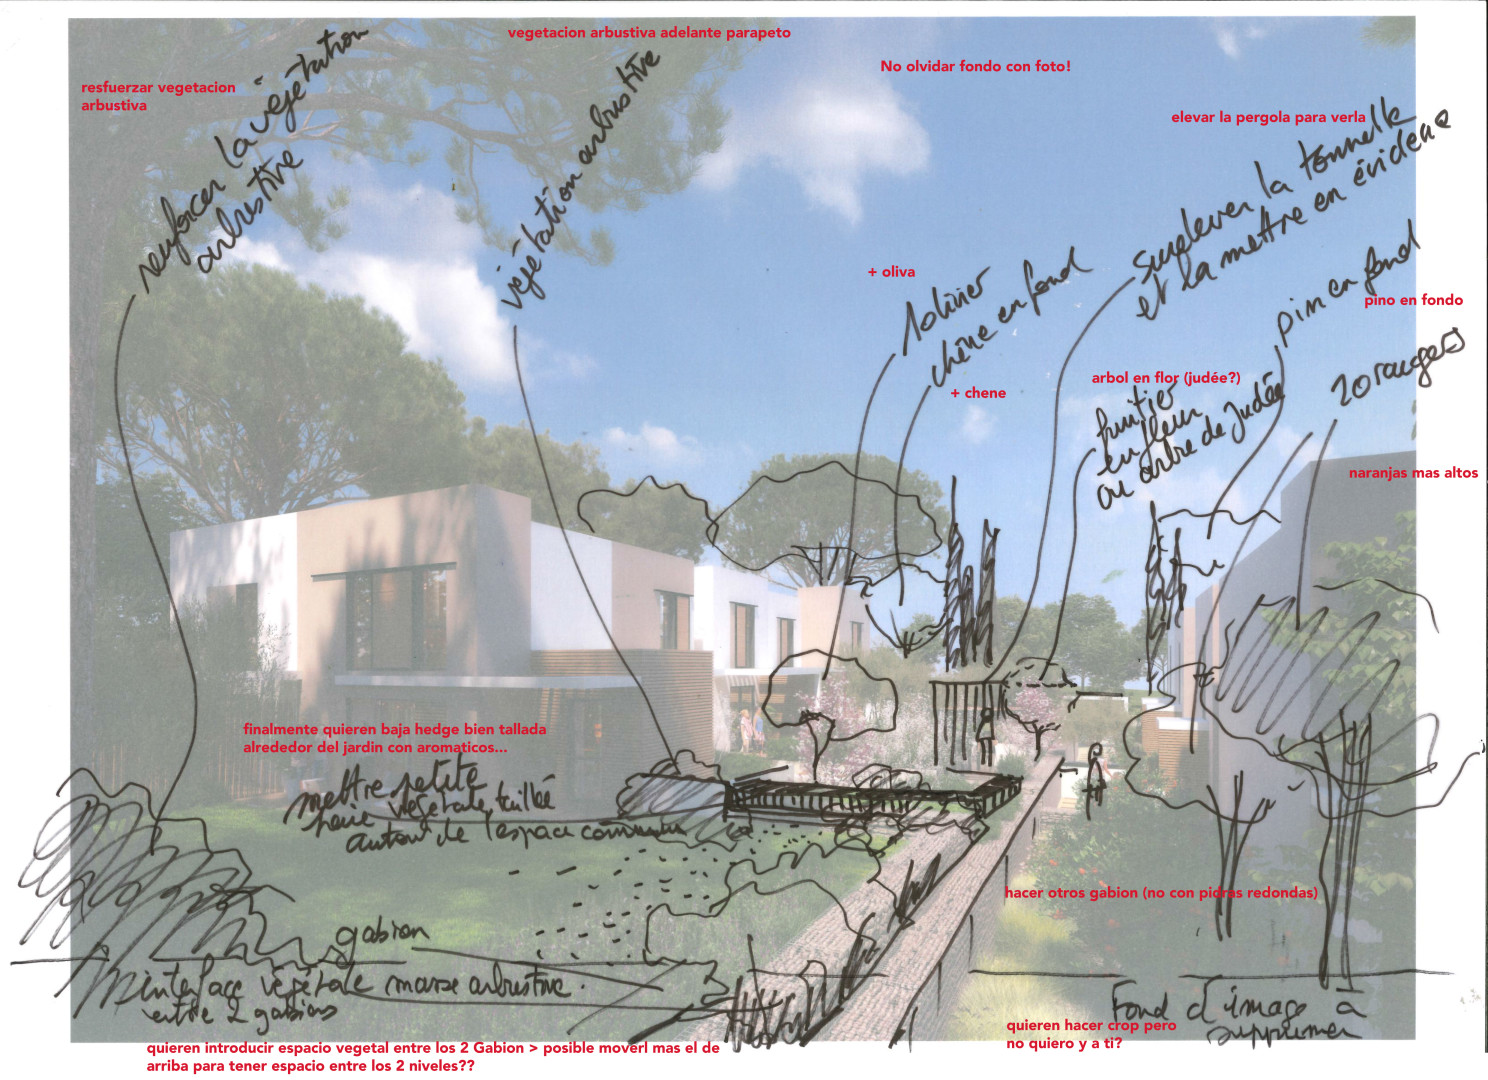 vegetacion arbustiva adelante parapeto
No olvidar fondo con foto!
resfuerzar vegetacion
arbustiva
elevar la pergola para verla
renforcer la végétation
arbustive
végétation arbustive
surélever la tonnelle
et la mettre en évidence
+ oliva
1 olivier
chêne en fond
pin en fond
pino en fondo
+ chene
arbol en flor (judée?)
fruitier
en fleur
ou arbre de judée
2 orangers
naranjas mas altos
finalmente quieren baja hedge bien tallada
alrededor del jardin con aromaticos...
mettre petite
haie végétale taillée
autour de l'espace commun
hacer otros gabion (no con pidras redondas)
gabion
interface végétale masse arbustive
entre 2 gabions
Fond d'image à
supprimer
quieren hacer crop pero
no quiero y a ti?
quieren introducir espacio vegetal entre los 2 Gabion > posible moverl mas el de
arriba para tener espacio entre los 2 niveles??